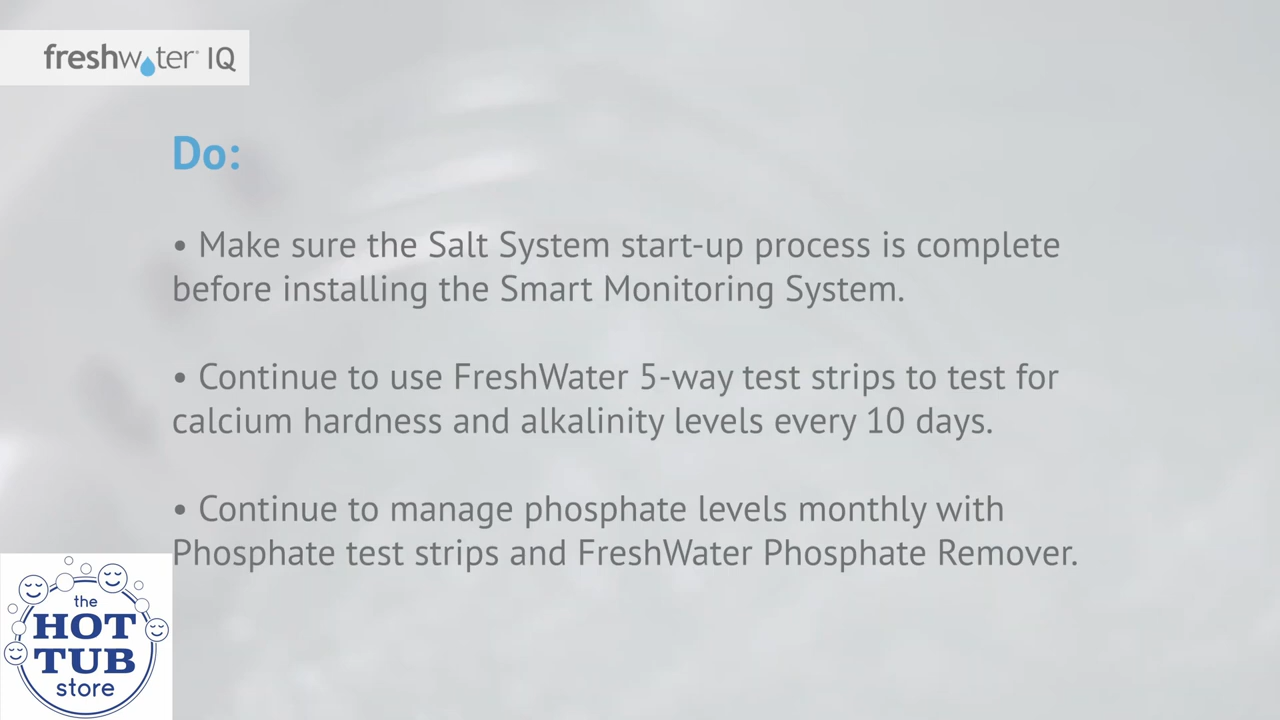 freshwater® IQ
Do:
• Make sure the Salt System start-up process is complete
before installing the Smart Monitoring System.
• Continue to use FreshWater 5-way test strips to test for
calcium hardness and alkalinity levels every 10 days.
• Continue to manage phosphate levels monthly with
Phosphate test strips and FreshWater Phosphate Remover.
the
HOT
TUB
store